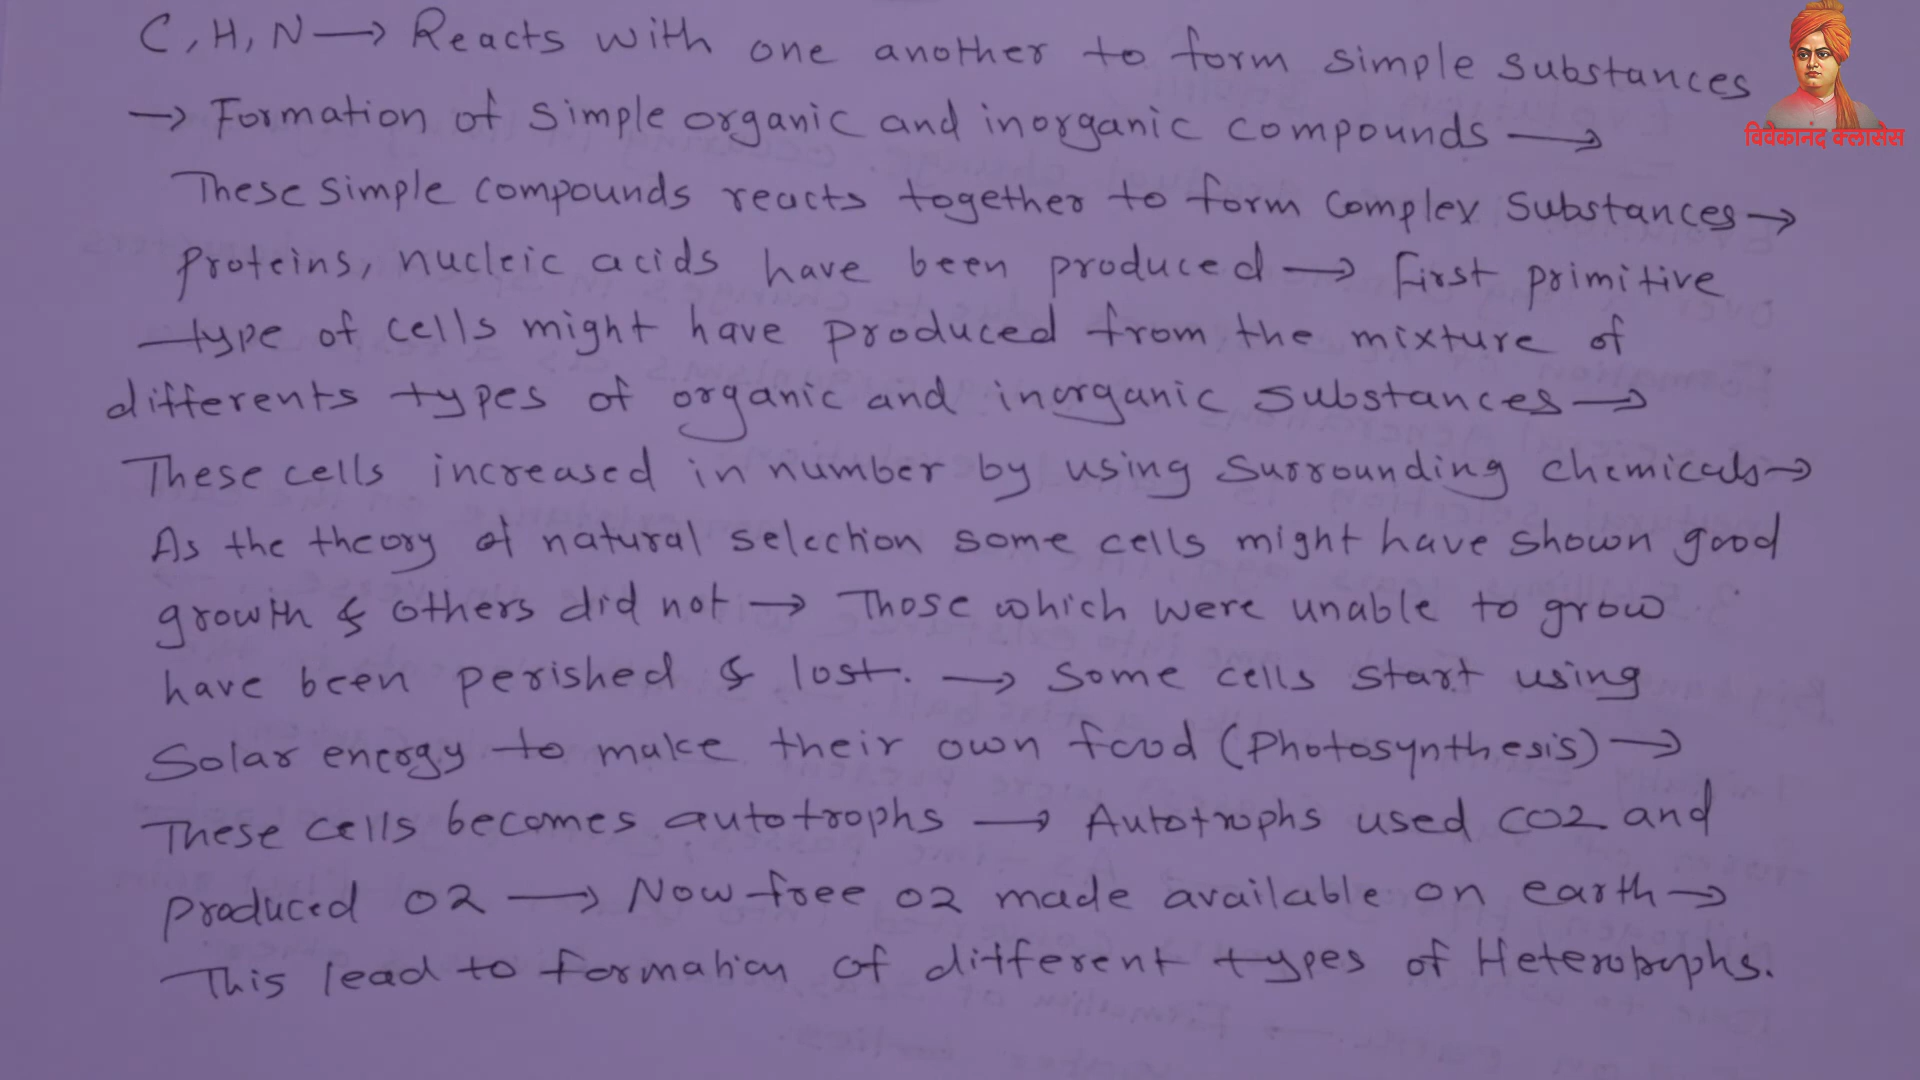 C, H, N → Reacts with one another to form simple substances
→ Formation of simple organic and inorganic compounds →
These simple compounds reacts together to form complex substances →
proteins, nucleic acids have been produced → first primitive
type of cells might have produced from the mixture of
differents types of organic and inorganic substances →
These cells increased in number by using surrounding chemicals →
As the theory of natural selection some cells might have shown good
growth & others did not → Those which were unable to grow
have been perished & lost. → Some cells start using
Solar energy to make their own food (Photosynthesis) →
These cells becomes autotrophs → Autotrophs used CO2 and
produced O2 → Now free O2 made available on earth →
This lead to formation of different types of Heterotrophs.
विवेकानंद क्लासेस